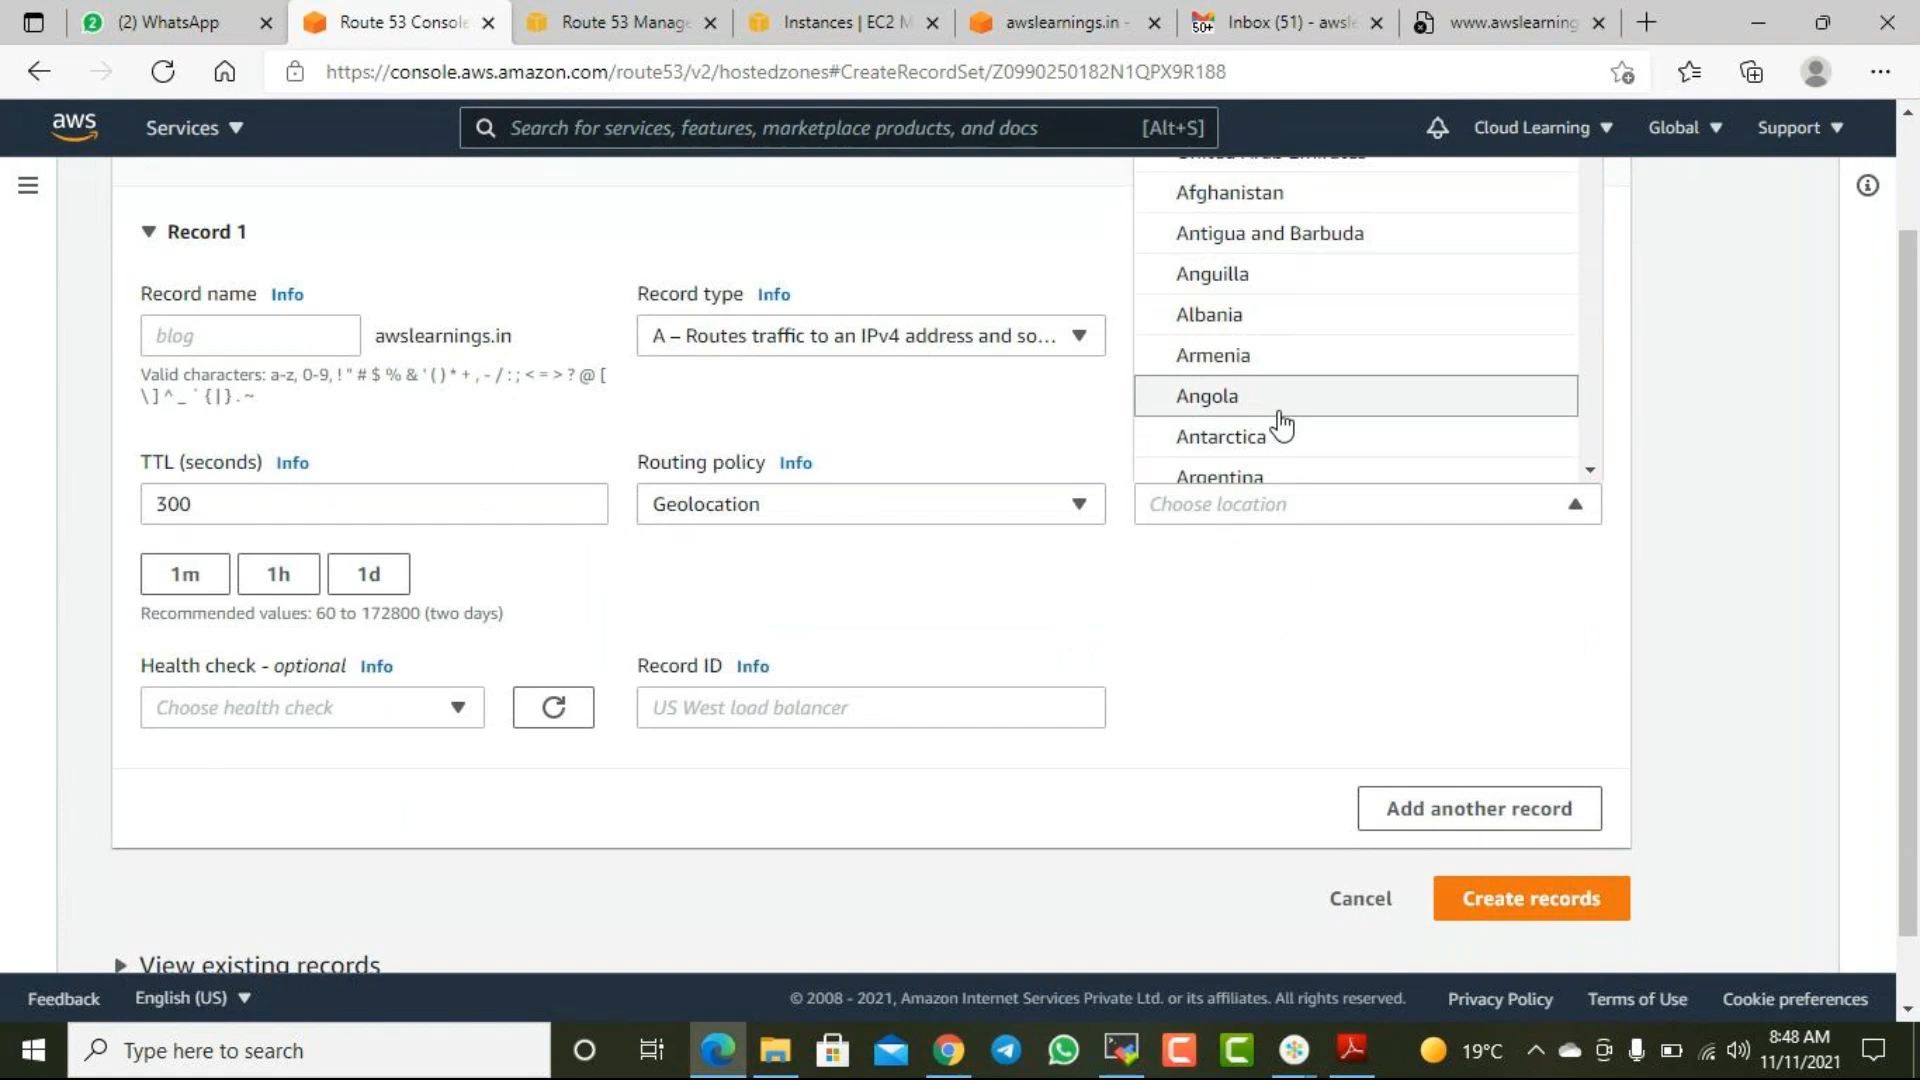 (2) WhatsApp
Route 53 Console
Route 53 Manage
Instances | EC2 M
awslearnings.in -
50+
Inbox (51) - awsle
www.awslearning
https://console.aws.amazon.com/route53/v2/hostedzones#CreateRecordSet/Z0990250182N1QPX9R188
aws
Services
Search for services, features, marketplace products, and docs
[Alt+S]
Cloud Learning
Global
Support
United Arab Emirates
Afghanistan
Antigua and Barbuda
Anguilla
Albania
Armenia
Angola
Antarctica
Argentina
Choose location
Record 1
Record name Info
blog
awslearnings.in
Valid characters: a-z, 0-9, ! " # $ % & ' ( ) * + , - / : ; < = > ? @ [
\ ] ^ _ ` { | } . ~
Record type Info
A – Routes traffic to an IPv4 address and so...
TTL (seconds) Info
300
Routing policy Info
Geolocation
1m 1h 1d
Recommended values: 60 to 172800 (two days)
Health check - optional Info
Choose health check
Record ID Info
US West load balancer
Add another record
Cancel
Create records
View existing records
Feedback
English (US)
© 2008 - 2021, Amazon Internet Services Private Ltd. or its affiliates. All rights reserved.
Privacy Policy
Terms of Use
Cookie preferences
Type here to search
19°C
8:48 AM
11/11/2021